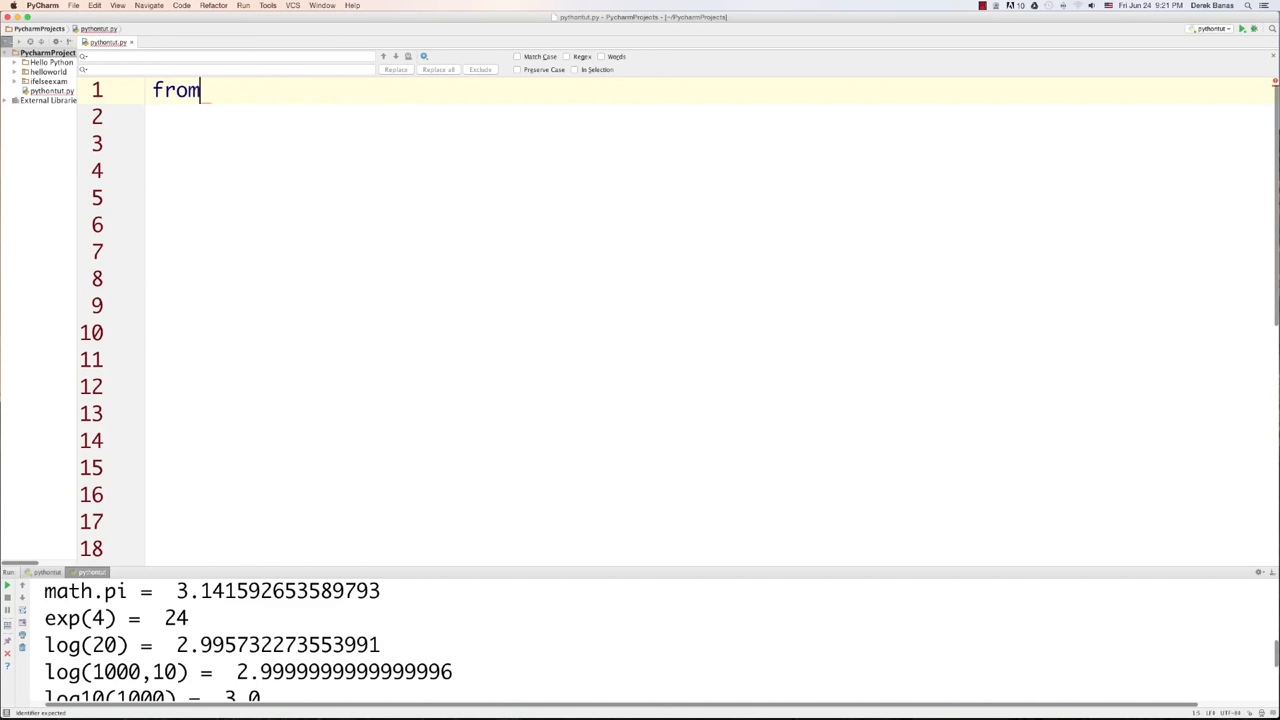 PyCharm File Edit View Navigate Code Refactor Run Tools VCS Window Help 10 Fri Jun 24 9:21 PM Derek Banas
pythontut.py - PycharmProjects - [~/PycharmProjects]
PycharmProjects pythontut.py pythontut
pythontut.py ×
PycharmProject
Match Case Regex Words
Hello Python
Replace Replace all Exclude Preserve Case In Selection
helloworld
ifelseexam
pythontut.py
External Librarie
1 from
2
3
4
5
6
7
8
9
10
11
12
13
14
15
16
17
18
Run: pythontut pythontut
math.pi = 3.141592653589793
exp(4) = 24
log(20) = 2.995732273553991
log(1000,10) = 2.9999999999999996
log10(1000) = 3.0
Identifier expected 1:5 LF÷ UTF-8÷